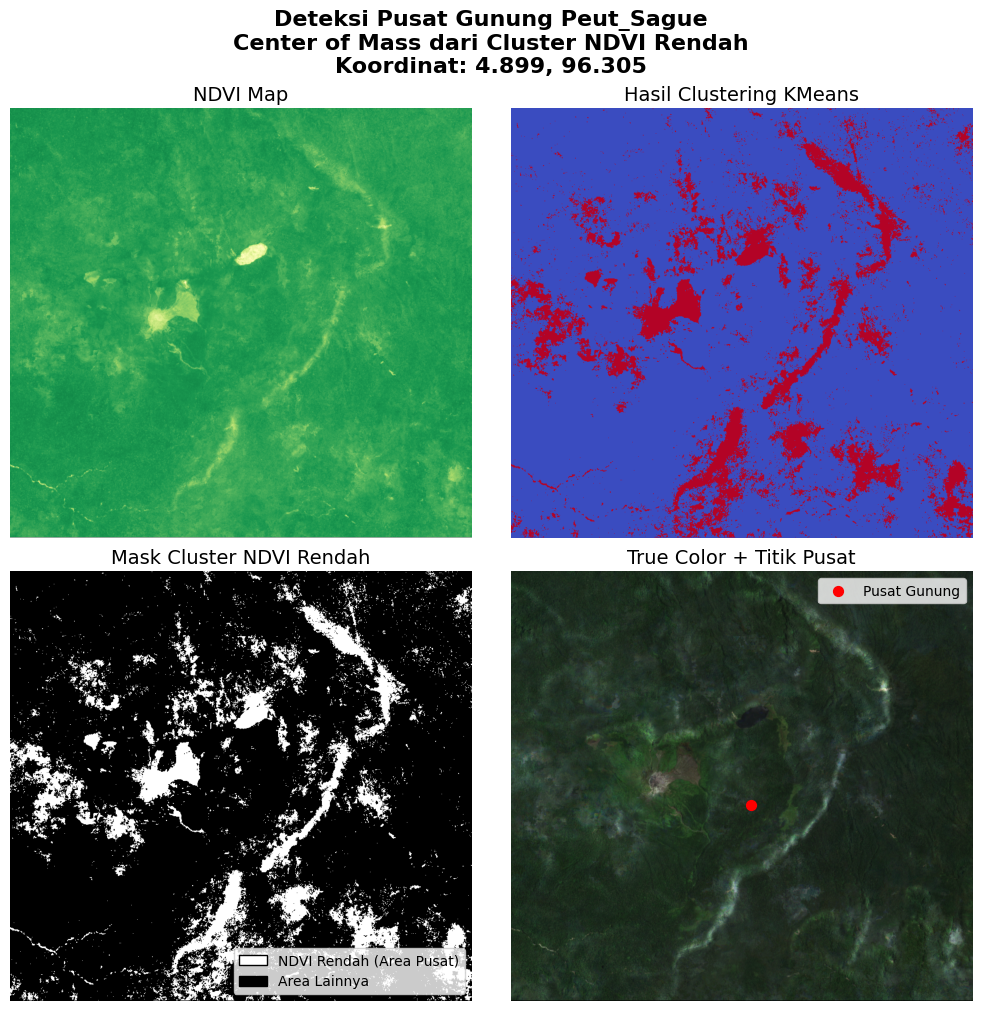 Deteksi Pusat Gunung Peut_Sague
Center of Mass dari Cluster NDVI Rendah
Koordinat: 4.899, 96.305
NDVI Map
Hasil Clustering KMeans
Mask Cluster NDVI Rendah
NDVI Rendah (Area Pusat)
Area Lainnya
True Color + Titik Pusat
Pusat Gunung